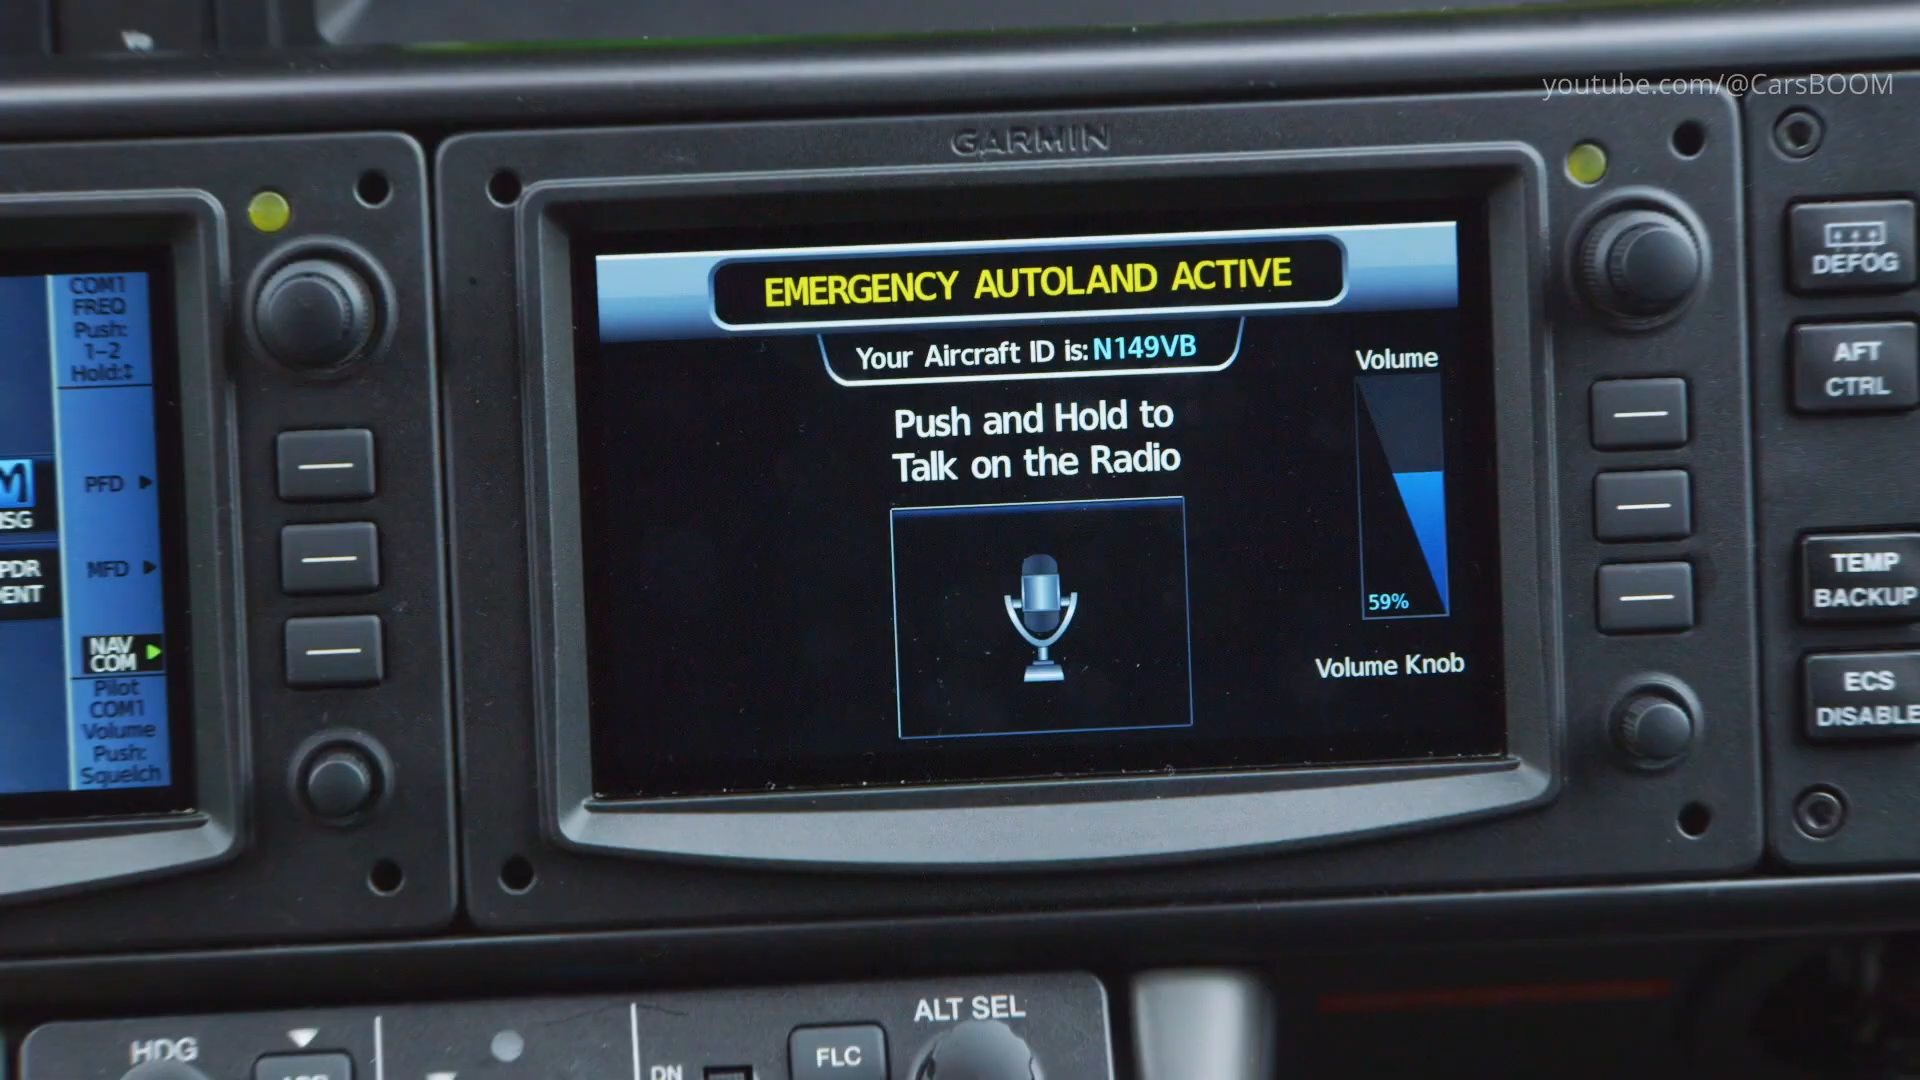 youtube.com/@CarsBOOM
GARMIN
EMERGENCY AUTOLAND ACTIVE
Your Aircraft ID is: N149VB
Push and Hold to
Talk on the Radio
Volume
59%
Volume Knob
COM1
FREQ
Push:
1-2
Hold:↕
PFD
MFD
NAV
COM
Pilot
COM1
Volume
Push:
Squelch
DEFOG
AFT
CTRL
TEMP
BACKUP
ECS
DISABLE
HDG
DN
FLC
ALT SEL